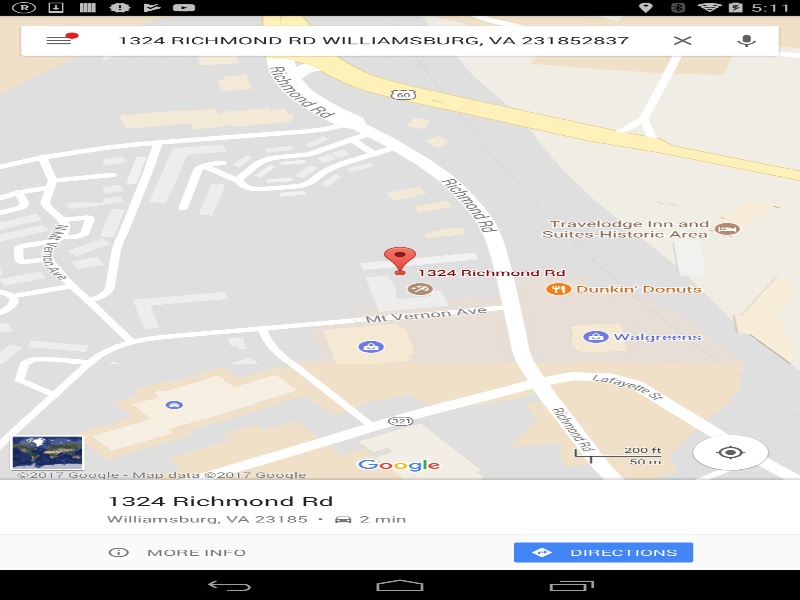 R
5:11
1324 RICHMOND RD WILLIAMSBURG, VA 231852837
Richmond Rd
60
Richmond Rd
N Mt Vernon Ave
Travelodge Inn and
Suites-Historic Area
1324 Richmond Rd
Dunkin' Donuts
Mt Vernon Ave
Walgreens
Lafayette St
321
Richmond Rd
200 ft
50 m
Google
©2017 Google - Map data ©2017 Google
1324 Richmond Rd
Williamsburg, VA 23185 · 2 min
MORE INFO
DIRECTIONS